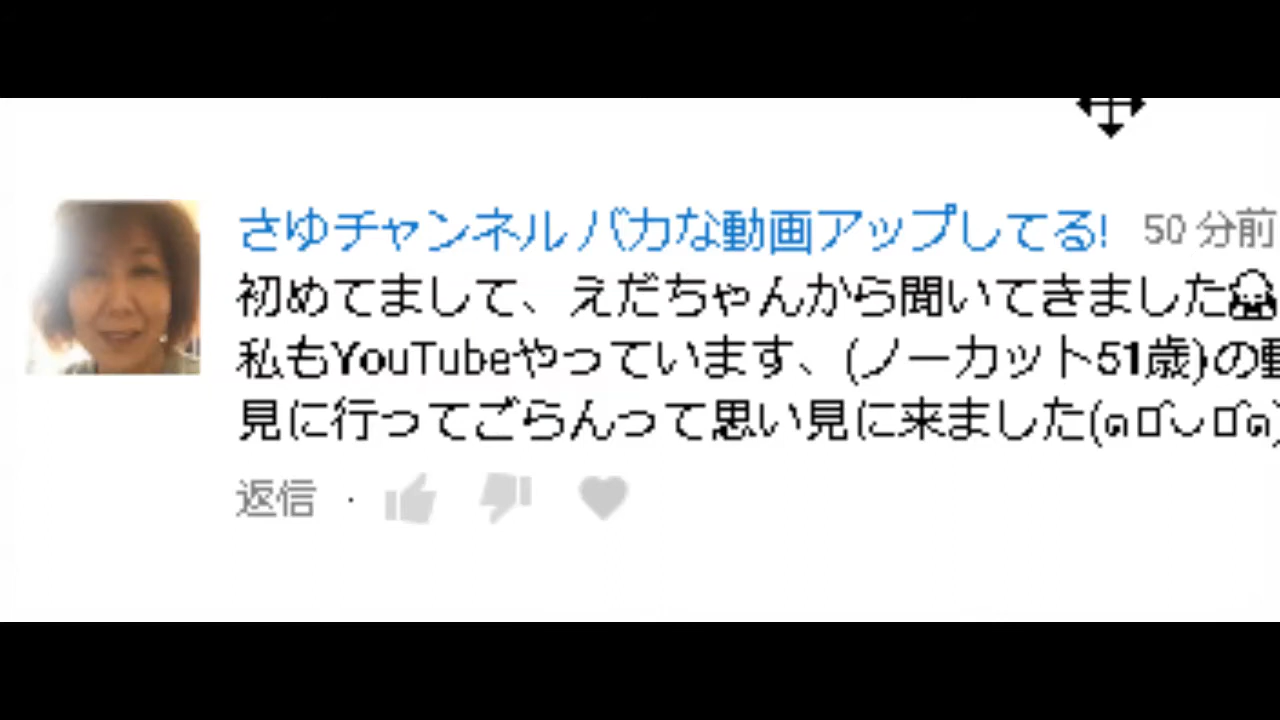 さゆチャンネル バカな動画アップしてる! 50 分前
初めてまして、えだちゃんから聞いてきました
私もYouTubeやっています、(ノーカット51歳)の動
見に行ってごらんって思い見に来ました(
返信 ·